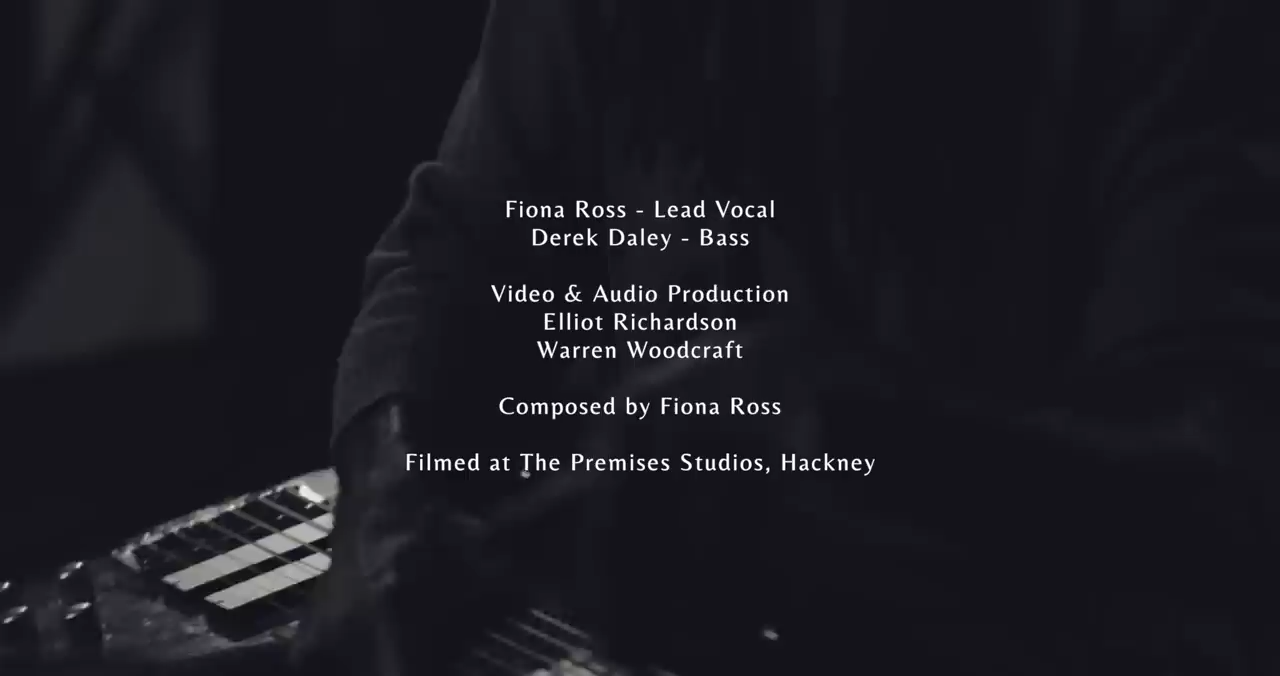 Fiona Ross - Lead Vocal
Derek Daley - Bass
Video & Audio Production
Elliot Richardson
Warren Woodcraft
Composed by Fiona Ross
Filmed at The Premises Studios, Hackney